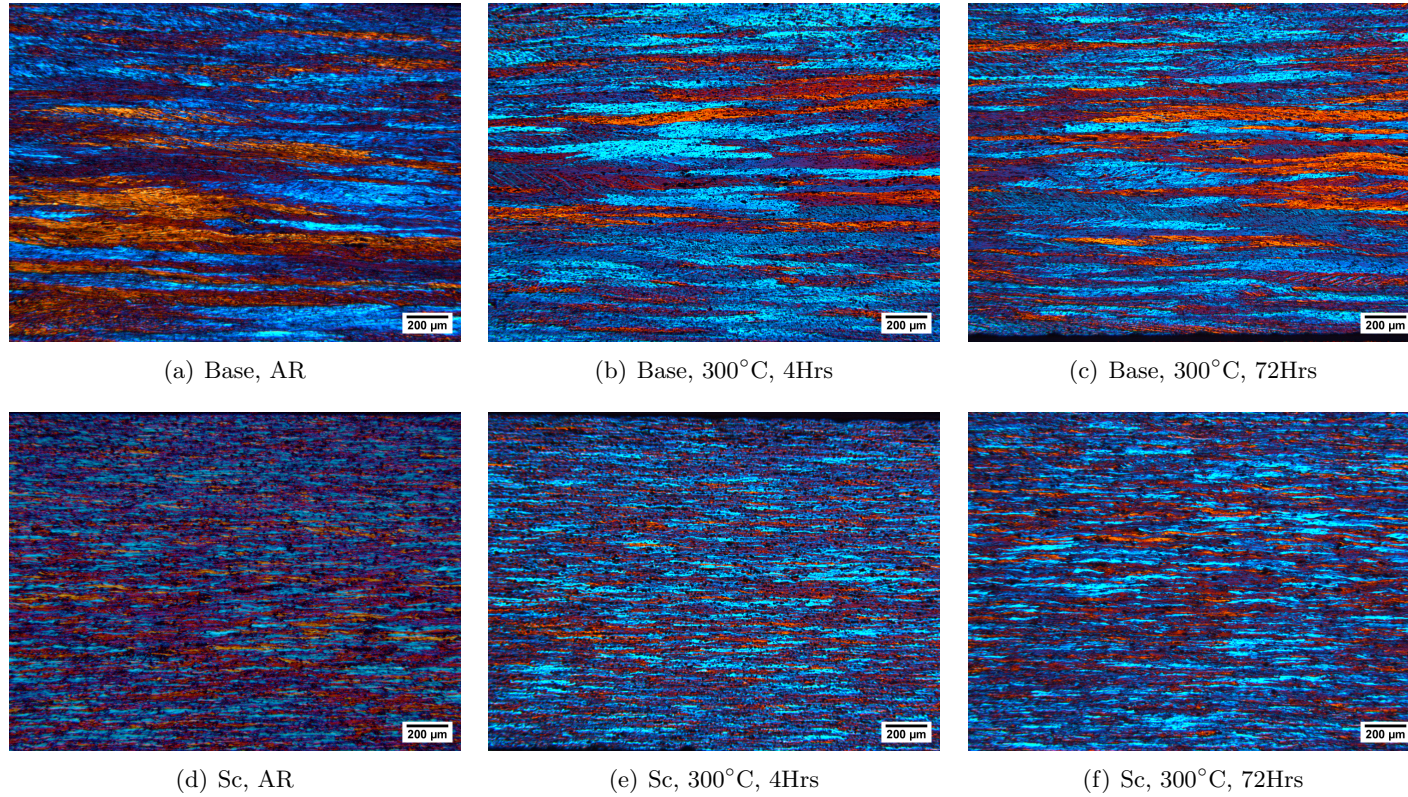 200 µm
200 µm
200 µm
(a) Base, AR
(b) Base, 300°C, 4Hrs
(c) Base, 300°C, 72Hrs
200 µm
200 µm
200 µm
(d) Sc, AR
(e) Sc, 300°C, 4Hrs
(f) Sc, 300°C, 72Hrs